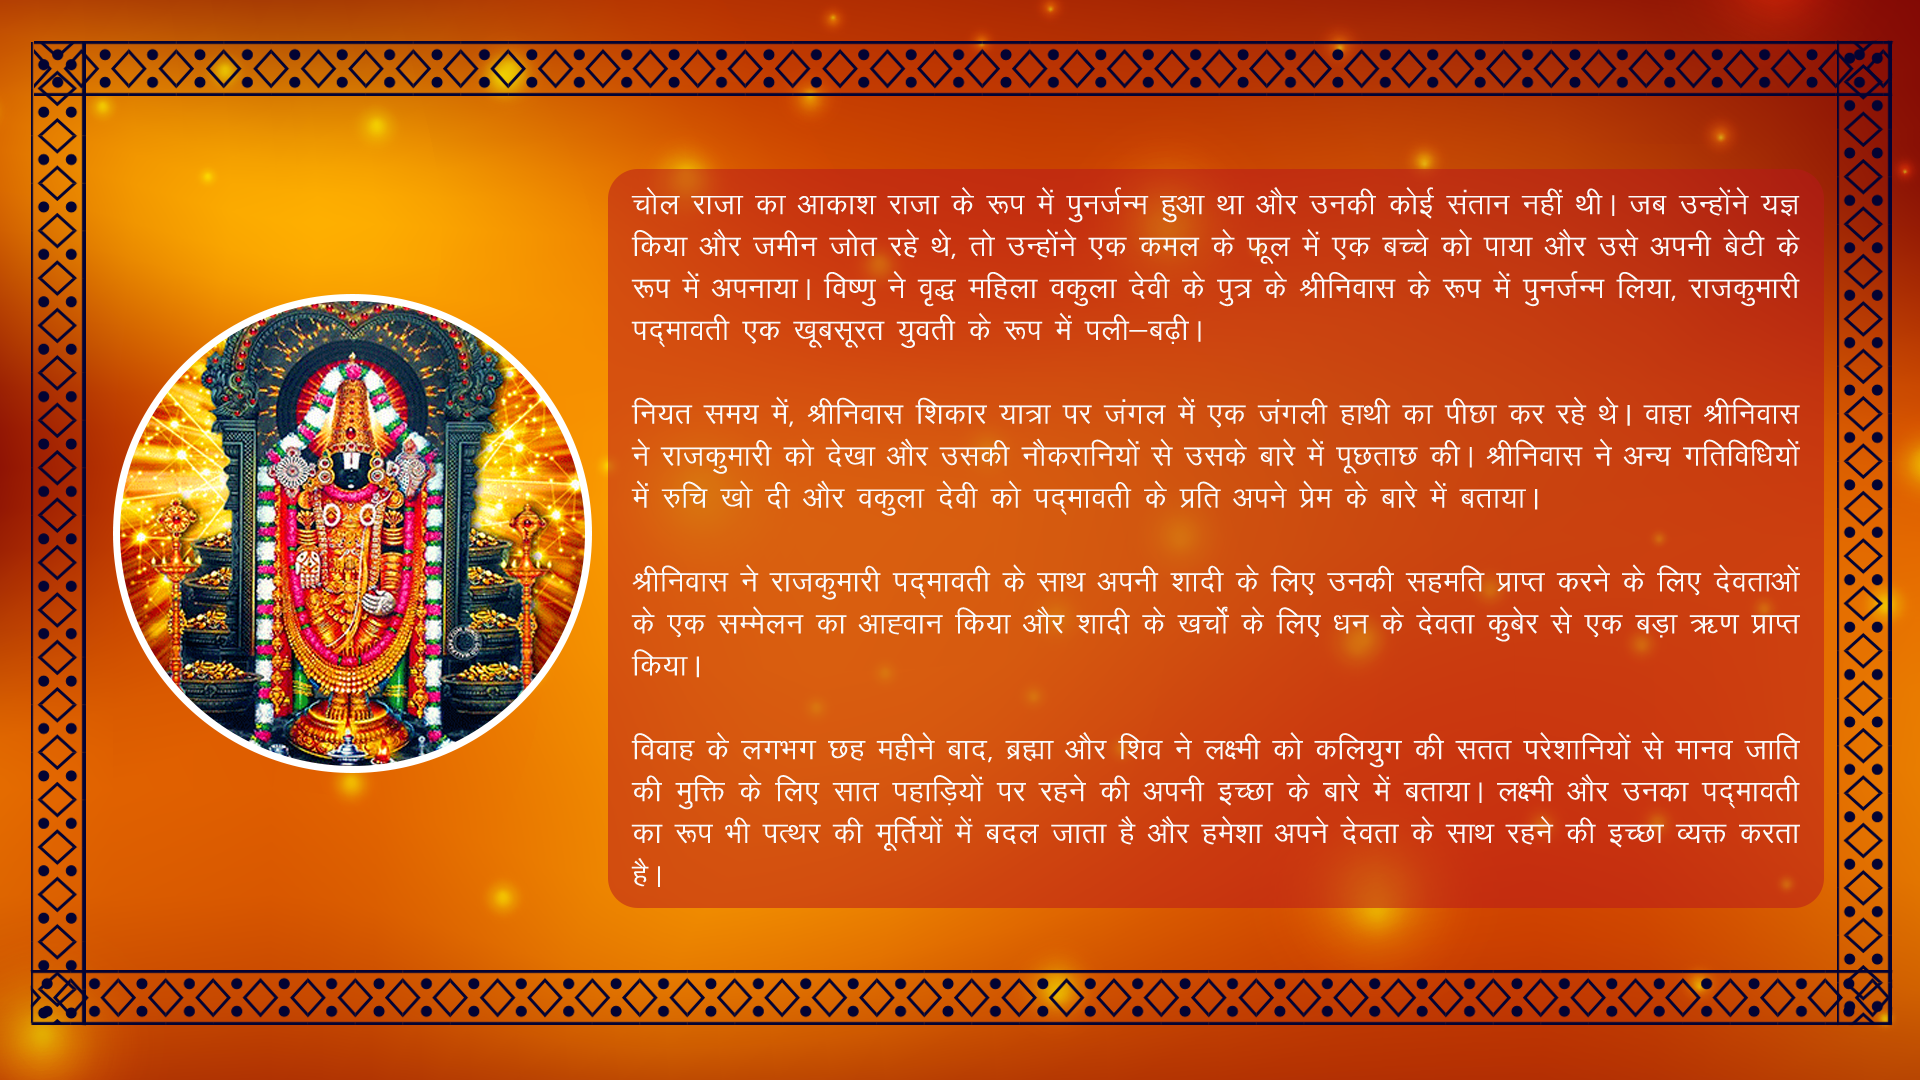 चोल राजा का आकाश राजा के रूप में पुनर्जन्म हुआ था और उनकी कोई संतान नहीं थी। जब उन्होंने यज्ञ
किया और जमीन जोत रहे थे, तो उन्होंने एक कमल के फूल में एक बच्चे को पाया और उसे अपनी बेटी के
रूप में अपनाया। विष्णु ने वृद्ध महिला वकुला देवी के पुत्र के श्रीनिवास के रूप में पुनर्जन्म लिया, राजकुमारी
पद्मावती एक खूबसूरत युवती के रूप में पली–बढ़ी।
नियत समय में, श्रीनिवास शिकार यात्रा पर जंगल में एक जंगली हाथी का पीछा कर रहे थे। वाहा श्रीनिवास
ने राजकुमारी को देखा और उसकी नौकरानियों से उसके बारे में पूछताछ की। श्रीनिवास ने अन्य गतिविधियों
में रुचि खो दी और वकुला देवी को पद्मावती के प्रति अपने प्रेम के बारे में बताया।
श्रीनिवास ने राजकुमारी पद्मावती के साथ अपनी शादी के लिए उनकी सहमति प्राप्त करने के लिए देवताओं
के एक सम्मेलन का आह्वान किया और शादी के खर्चों के लिए धन के देवता कुबेर से एक बड़ा ऋण प्राप्त
किया।
विवाह के लगभग छह महीने बाद, ब्रह्मा और शिव ने लक्ष्मी को कलियुग की सतत परेशानियों से मानव जाति
की मुक्ति के लिए सात पहाड़ियों पर रहने की अपनी इच्छा के बारे में बताया। लक्ष्मी और उनका पद्मावती
का रूप भी पत्थर की मूर्तियों में बदल जाता है और हमेशा अपने देवता के साथ रहने की इच्छा व्यक्त करता
है।